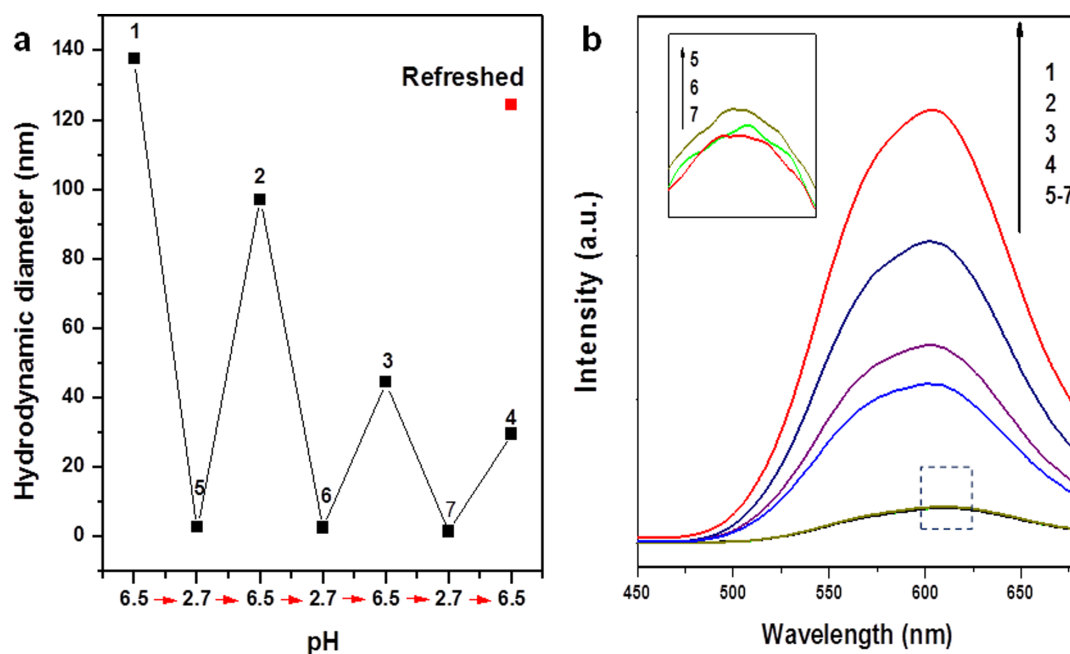 a
Hydrodynamic diameter (nm)
140
120
100
80
60
40
20
0
1
5
2
6
3
7
4
Refreshed
6.5 → 2.7 → 6.5 → 2.7 → 6.5 → 2.7 → 6.5
pH
b
Intensity (a.u.)
5
6
7
1
2
3
4
5-7
450 500 550 600 650
Wavelength (nm)